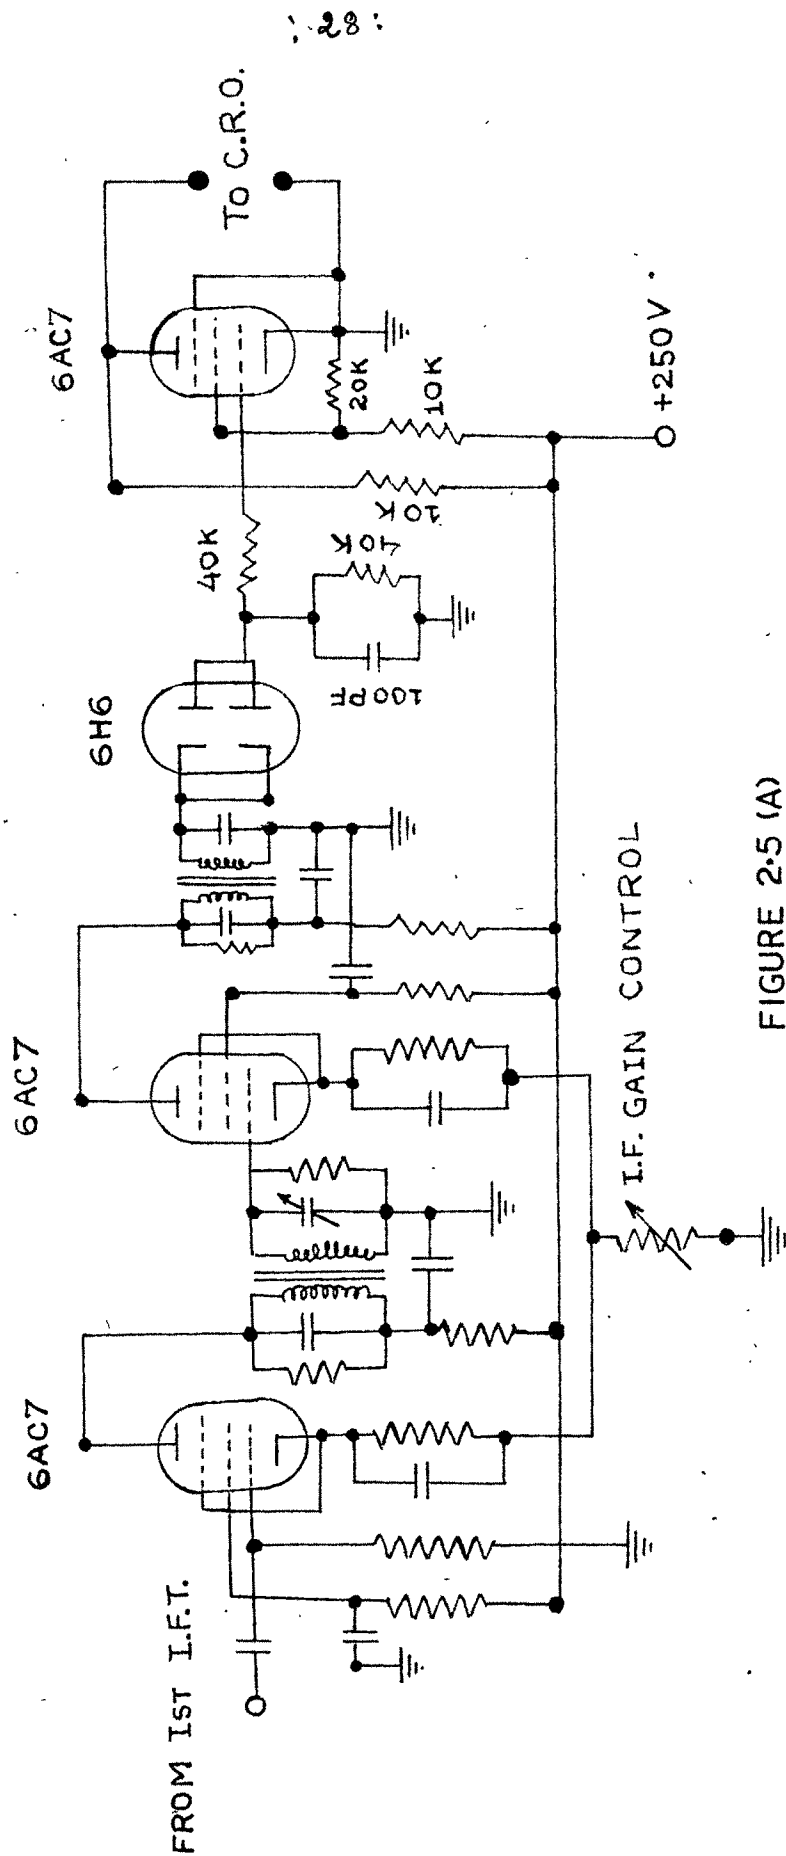 : 28 :
FROM IST I.F.T.
6AC7
6AC7
6H6
6AC7
TO C.R.O.
40K
40K
100PF
10K
20K
10K
+250V
I.F. GAIN CONTROL
FIGURE 2.5 (A)